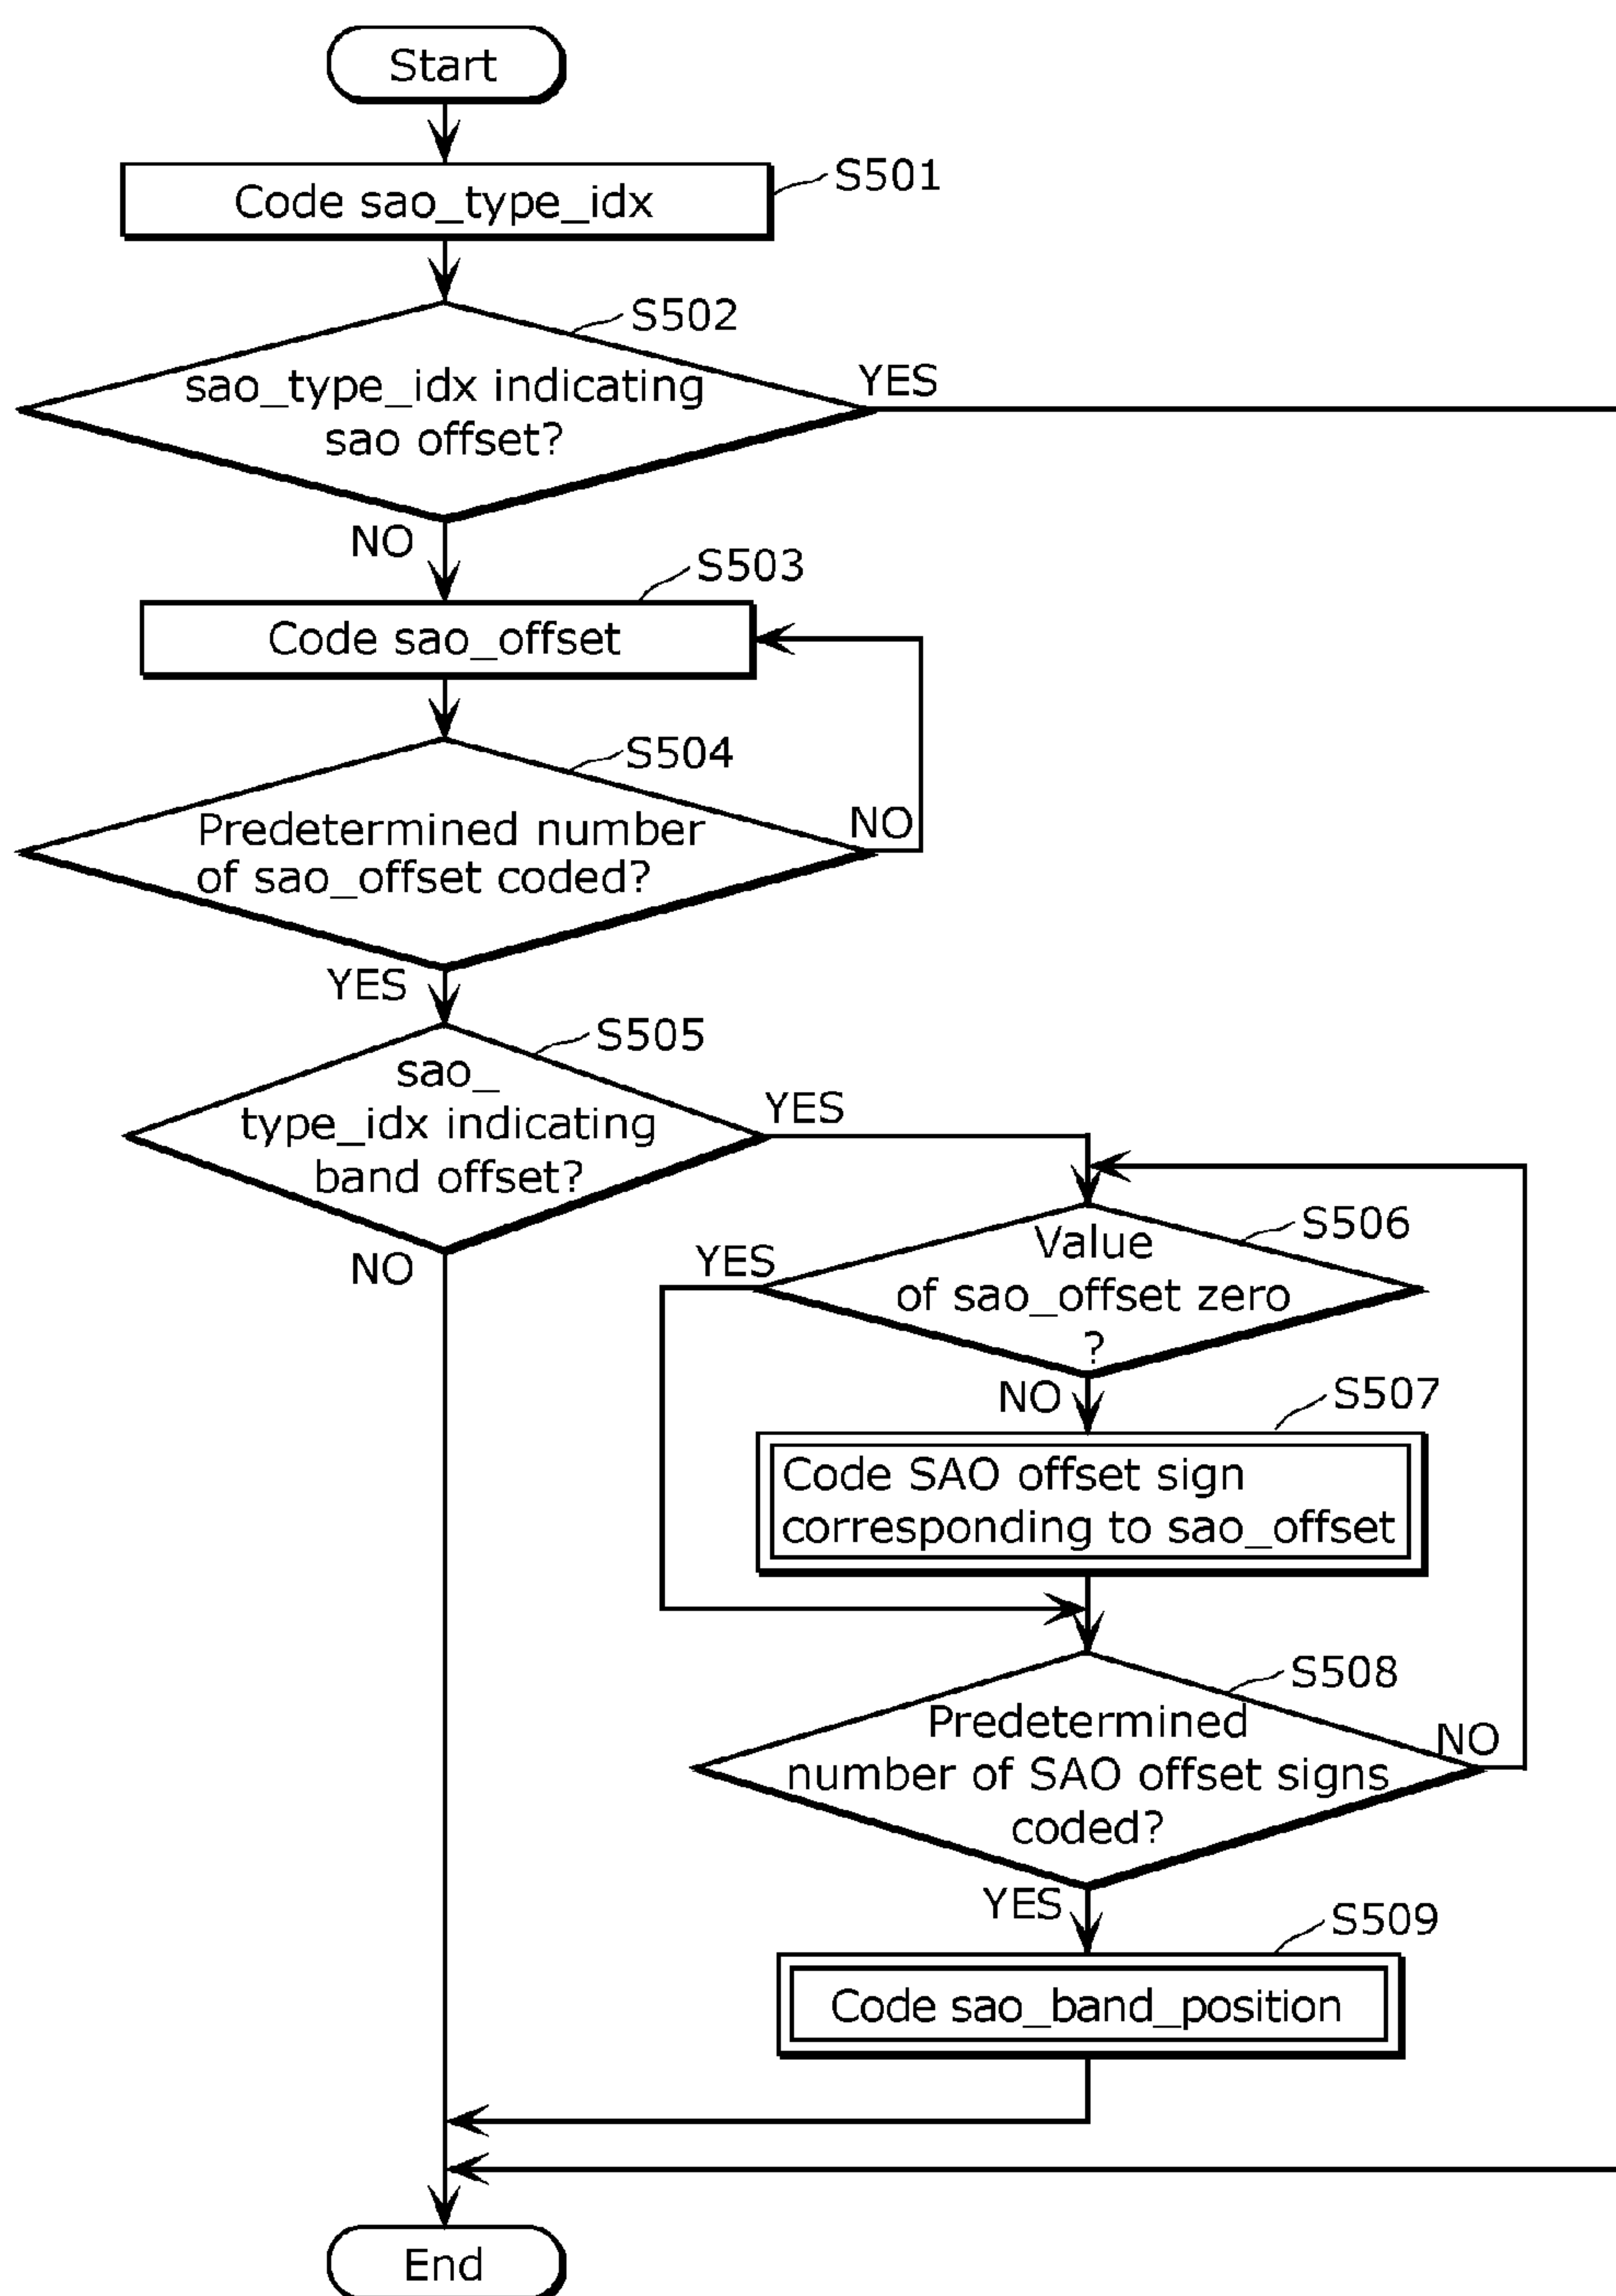 Start
S501
Code sao_type_idx
S502
sao_type_idx indicating
sao offset?
YES
NO
S503
Code sao_offset
S504
Predetermined number
of sao_offset coded?
NO
YES
S505
sao_
type_idx indicating
band offset?
YES
NO
S506
Value
of sao_offset zero
?
YES
NO
S507
Code SAO offset sign
corresponding to sao_offset
S508
Predetermined
number of SAO offset signs
coded?
NO
YES
S509
Code sao_band_position
End